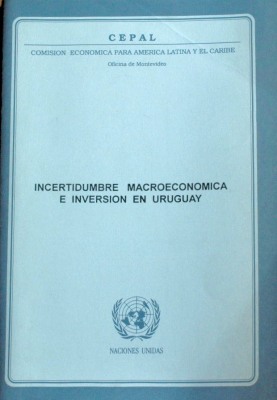 CEPAL
COMISION ECONOMICA PARA AMERICA LATINA Y EL CARIBE
Oficina de Montevideo
INCERTIDUMBRE MACROECONOMICA
E INVERSION EN URUGUAY
NACIONES UNIDAS